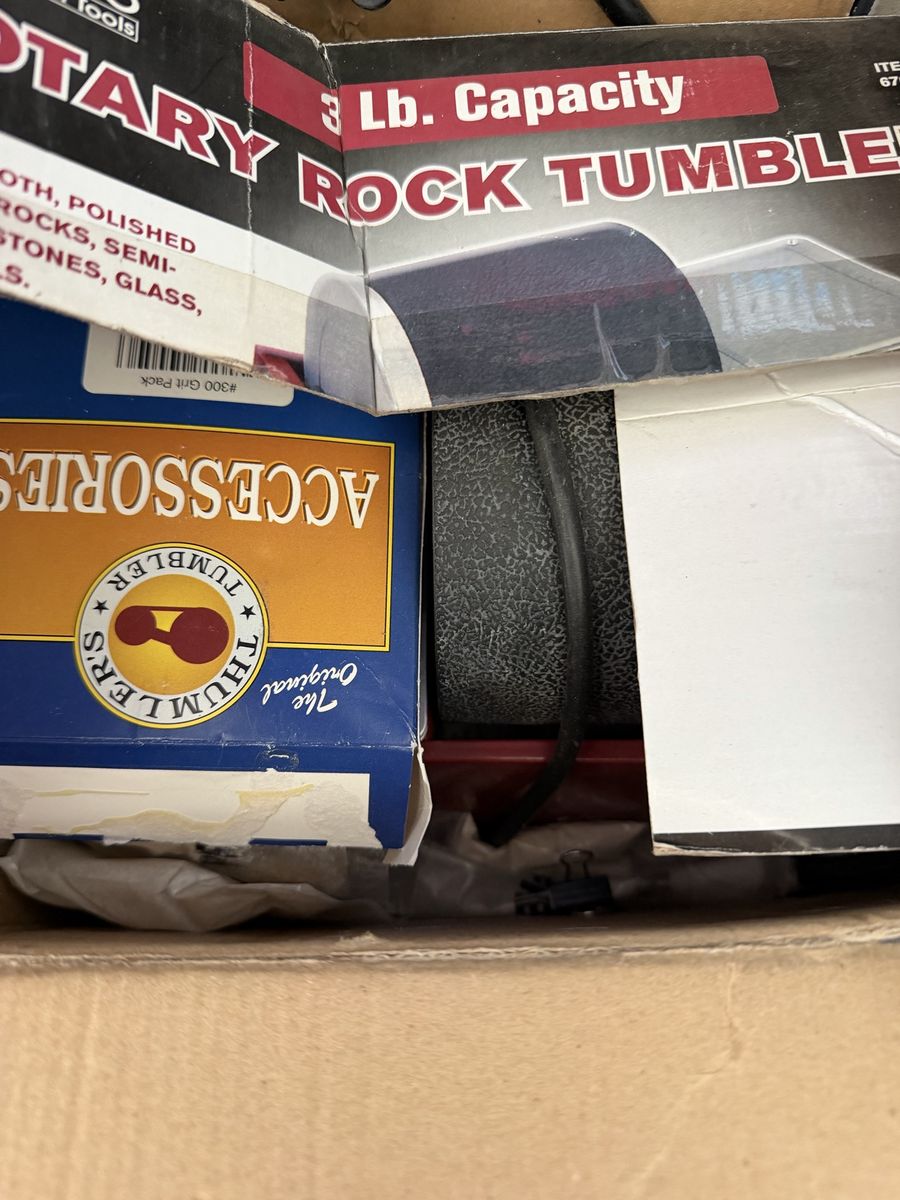 Tools
3 Lb. Capacity
OTARY ROCK TUMBLE
OTH, POLISHED
ROCKS, SEMI-
STONES, GLASS,
LS.
#300 Grit Pack
ACCESSORIES
THUMLER'S ★ TUMBLER ★
The
Original